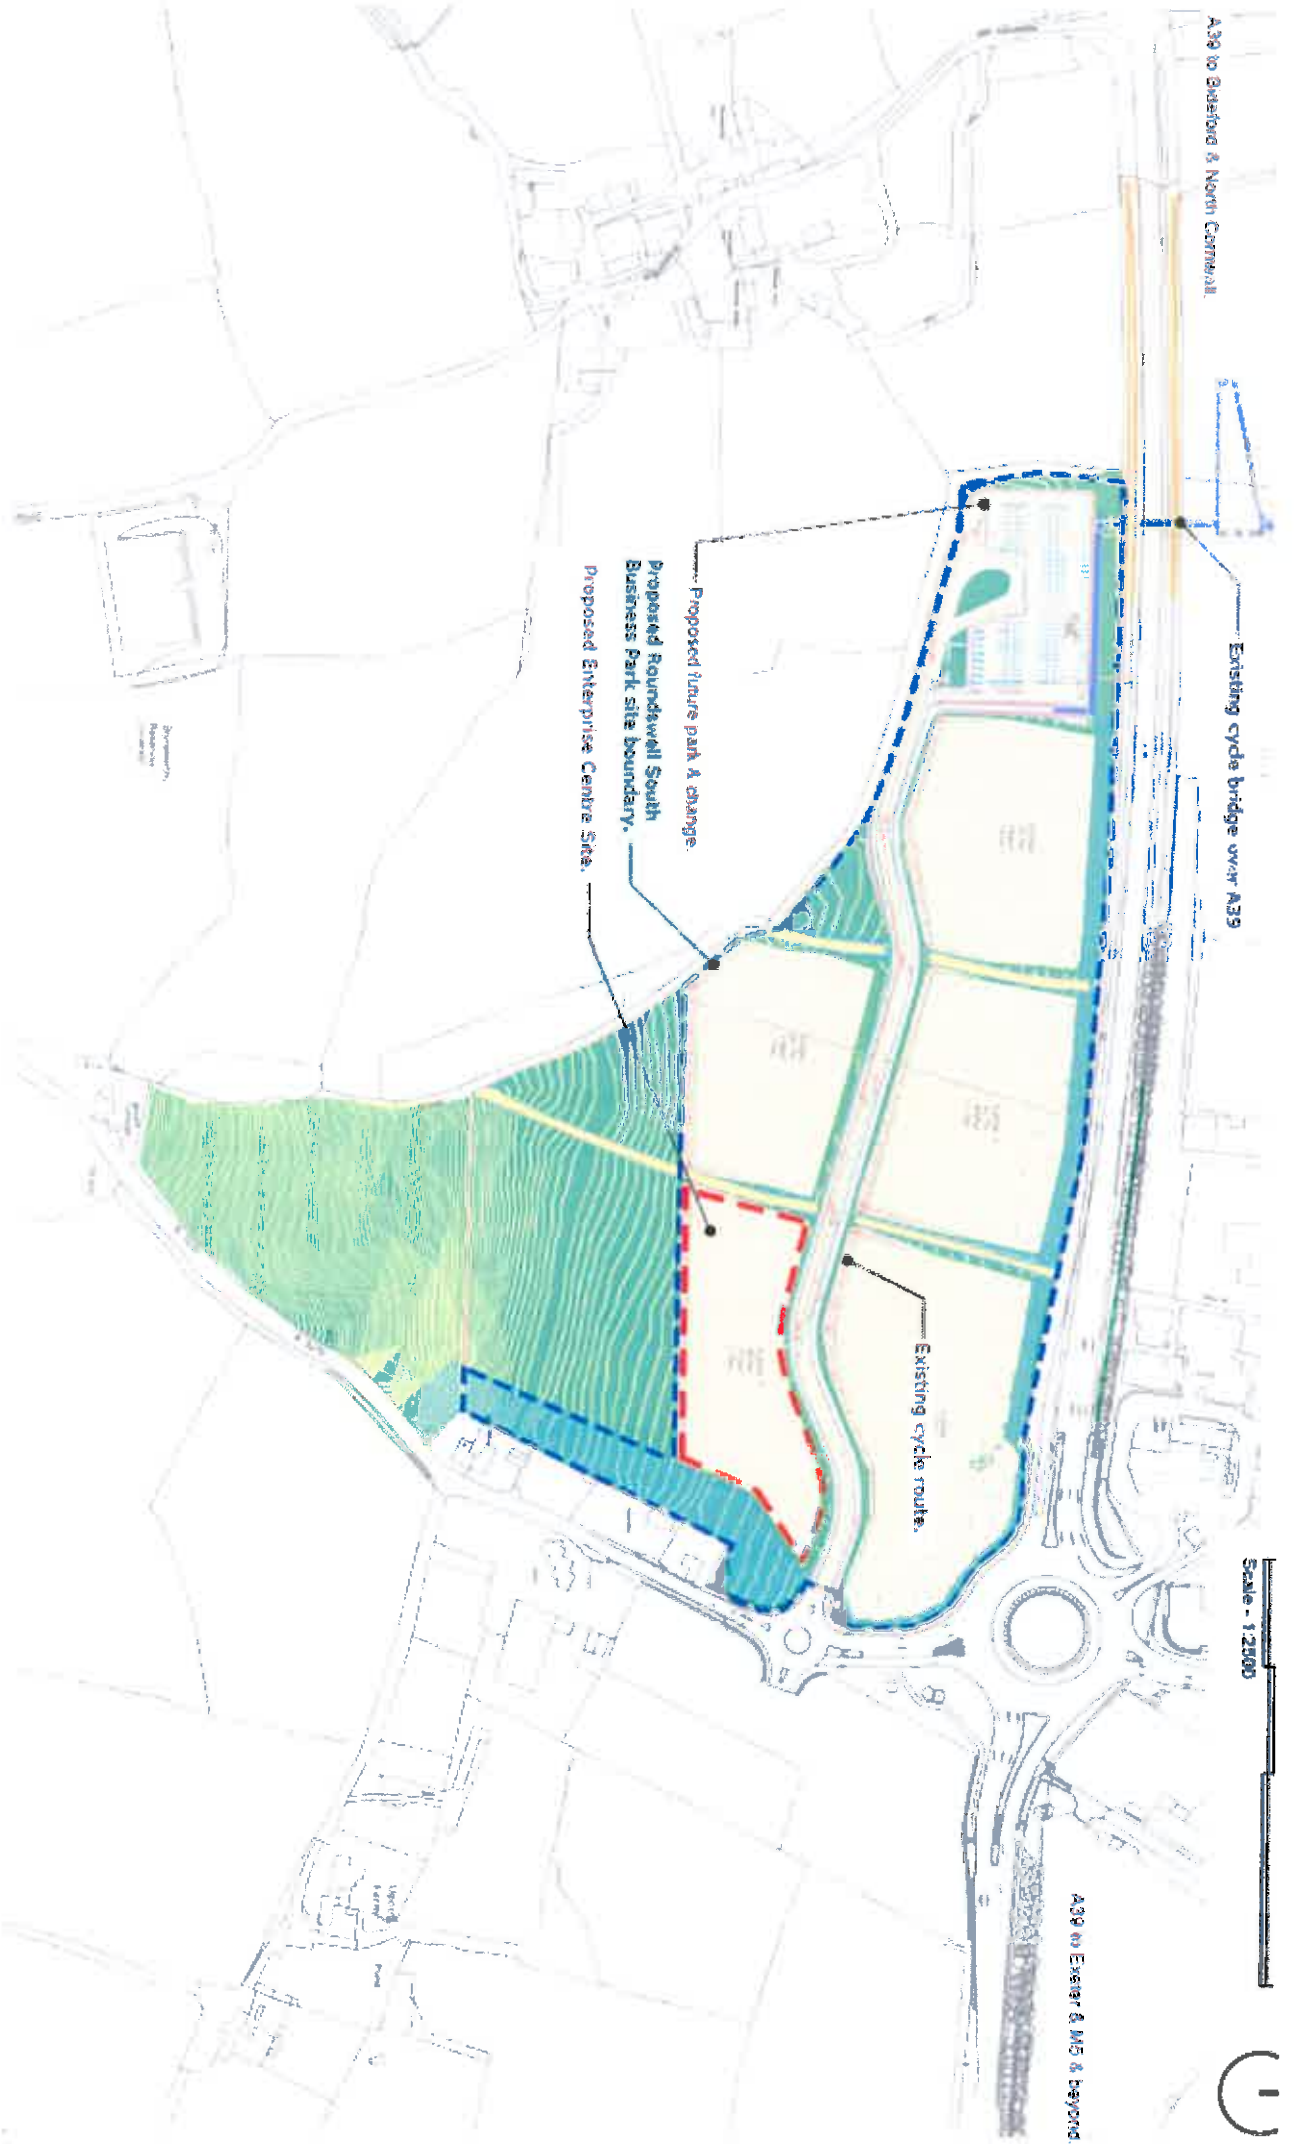 A39 to Bideford & North Cornwall.
Existing cycle bridge over A39
Scale - 1:2500
A39 to Exeter & M5 & beyond.
Proposed future park & change.
Proposed Roundswell South
Business Park site boundary.
Proposed Enterprise Centre Site.
Existing cycle route.